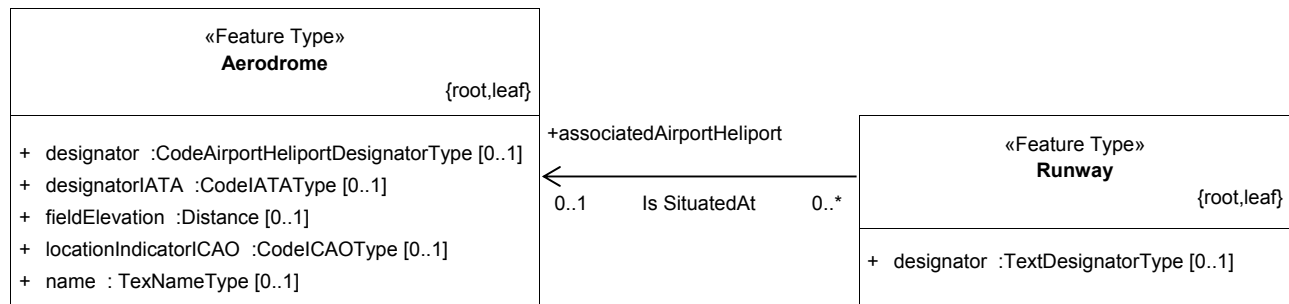 «Feature Type»
Aerodrome
{root,leaf}
+ designator :CodeAirportHeliportDesignatorType [0..1]
+ designatorIATA :CodeIATAType [0..1]
+ fieldElevation :Distance [0..1]
+ locationIndicatorICAO :CodeICAOType [0..1]
+ name : TexNameType [0..1]
+associatedAirportHeliport
0..1 Is SituatedAt 0..*
«Feature Type»
Runway
{root,leaf}
+ designator :TextDesignatorType [0..1]